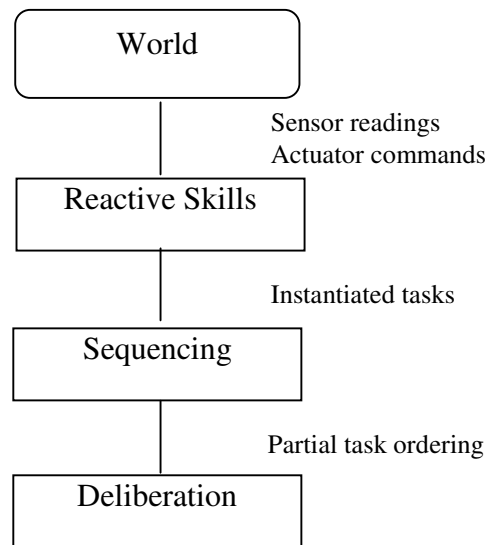 World
Sensor readings
Actuator commands
Reactive Skills
Instantiated tasks
Sequencing
Partial task ordering
Deliberation